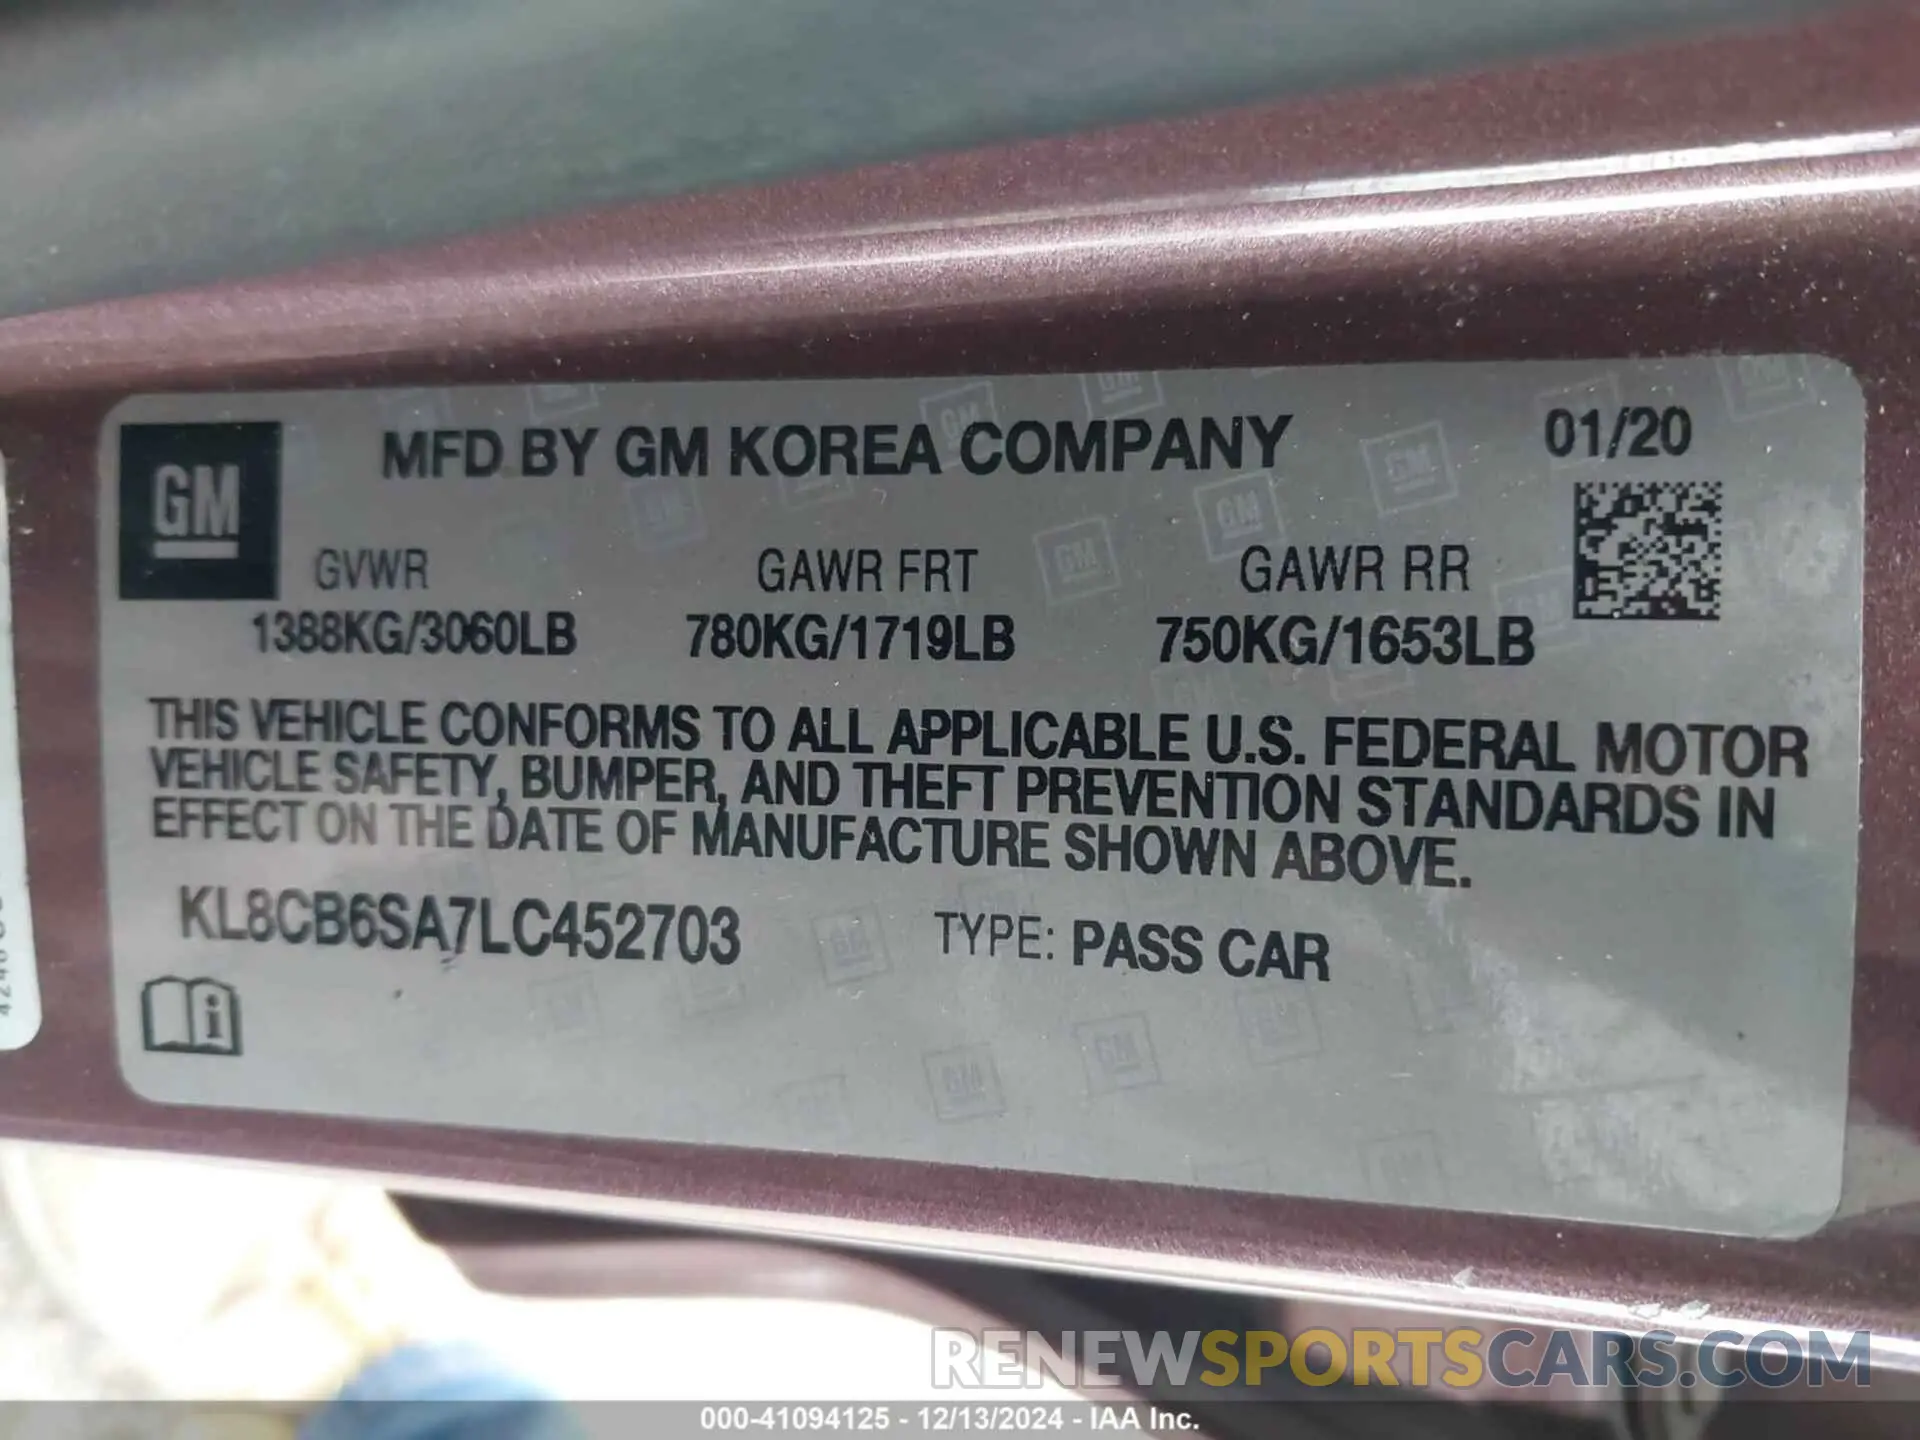 GM
MFD BY GM KOREA COMPANY
01/20
GVWR
GAWR FRT
GAWR RR
1388KG/3060LB
780KG/1719LB
750KG/1653LB
THIS VEHICLE CONFORMS TO ALL APPLICABLE U.S. FEDERAL MOTOR
VEHICLE SAFETY, BUMPER, AND THEFT PREVENTION STANDARDS IN
EFFECT ON THE DATE OF MANUFACTURE SHOWN ABOVE.
KL8CB6SA7LC452703
TYPE: PASS CAR
RENEWSPORTSCARS.COM
000-41094125 - 12/13/2024 - IAA Inc.